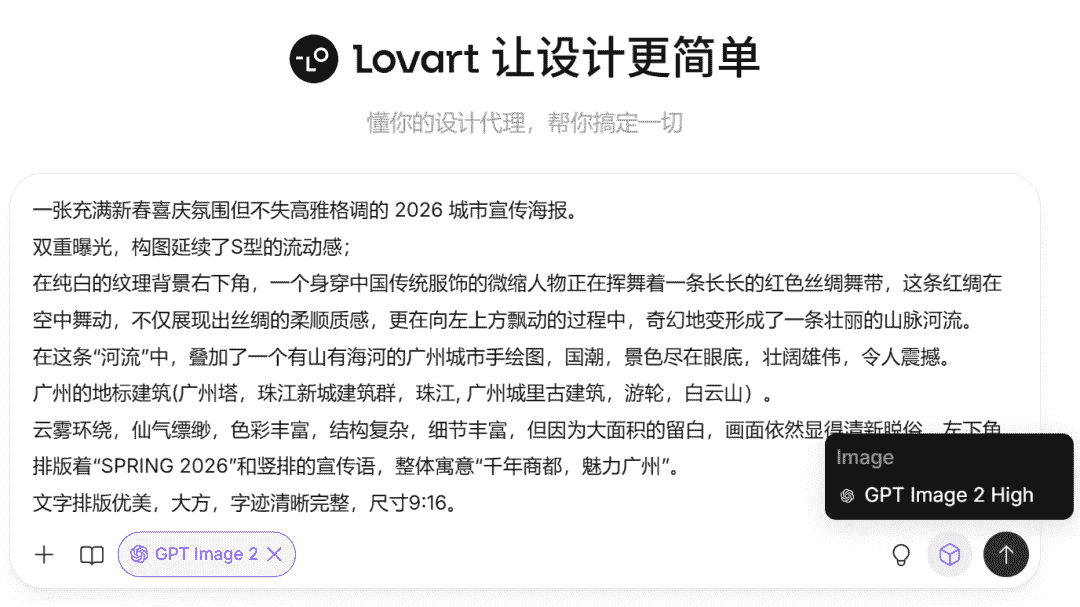 Lovart 让设计更简单
懂你的设计代理，帮你搞定一切
一张充满新春喜庆氛围但不失高雅格调的 2026 城市宣传海报。
双重曝光，构图延续了S型的流动感；
在纯白的纹理背景右下角，一个身穿中国传统服饰的微缩人物正在挥舞着一条长长的红色丝绸舞带，这条红绸在
空中舞动，不仅展现出丝绸的柔顺质感，更在向左上方飘动的过程中，奇幻地变形成了一条壮丽的山脉河流。
在这条“河流”中，叠加了一个有山有海河的广州城市手绘图，国潮，景色尽在眼底，壮阔雄伟，令人震撼。
广州的地标建筑(广州塔，珠江新城建筑群，珠江, 广州城里古建筑，游轮，白云山）。
云雾环绕，仙气缥缈，色彩丰富，结构复杂，细节丰富，但因为大面积的留白，画面依然显得清新脱俗，左下角
排版着“SPRING 2026”和竖排的宣传语，整体寓意“千年商都，魅力广州”。
文字排版优美，大方，字迹清晰完整，尺寸9:16。
Image
GPT Image 2 High
GPT Image 2